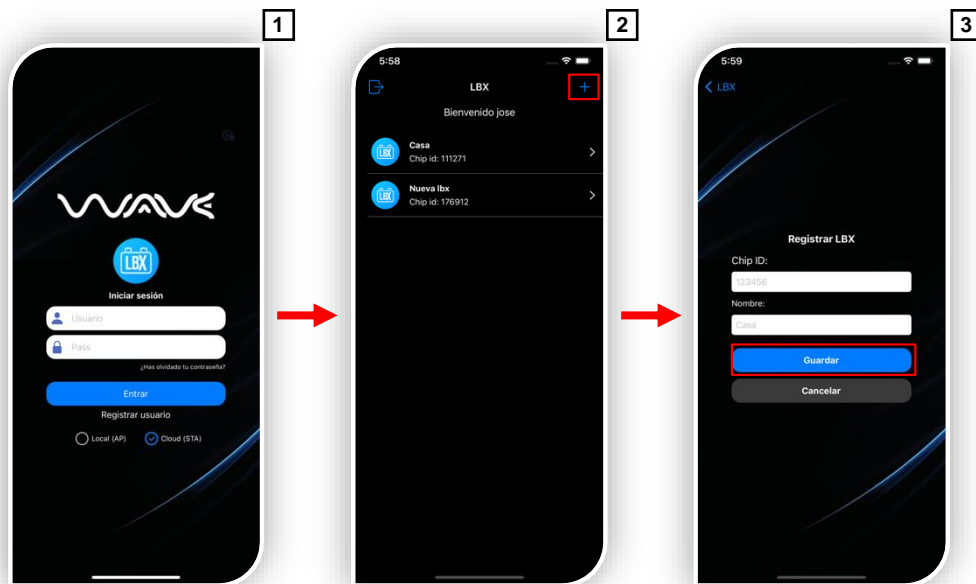 1
WAVE
LBX
Iniciar sesión
Usuario
Pass
¿Has olvidado tu contraseña?
Entrar
Registrar usuario
Local (AP) Cloud (STA)
2
5:58
LBX
Bienvenido jose
LBX
Casa
Chip id: 111271
LBX
Nueva lbx
Chip id: 176912
3
5:59
LBX
Registrar LBX
Chip ID:
123456
Nombre:
Casa
Guardar
Cancelar